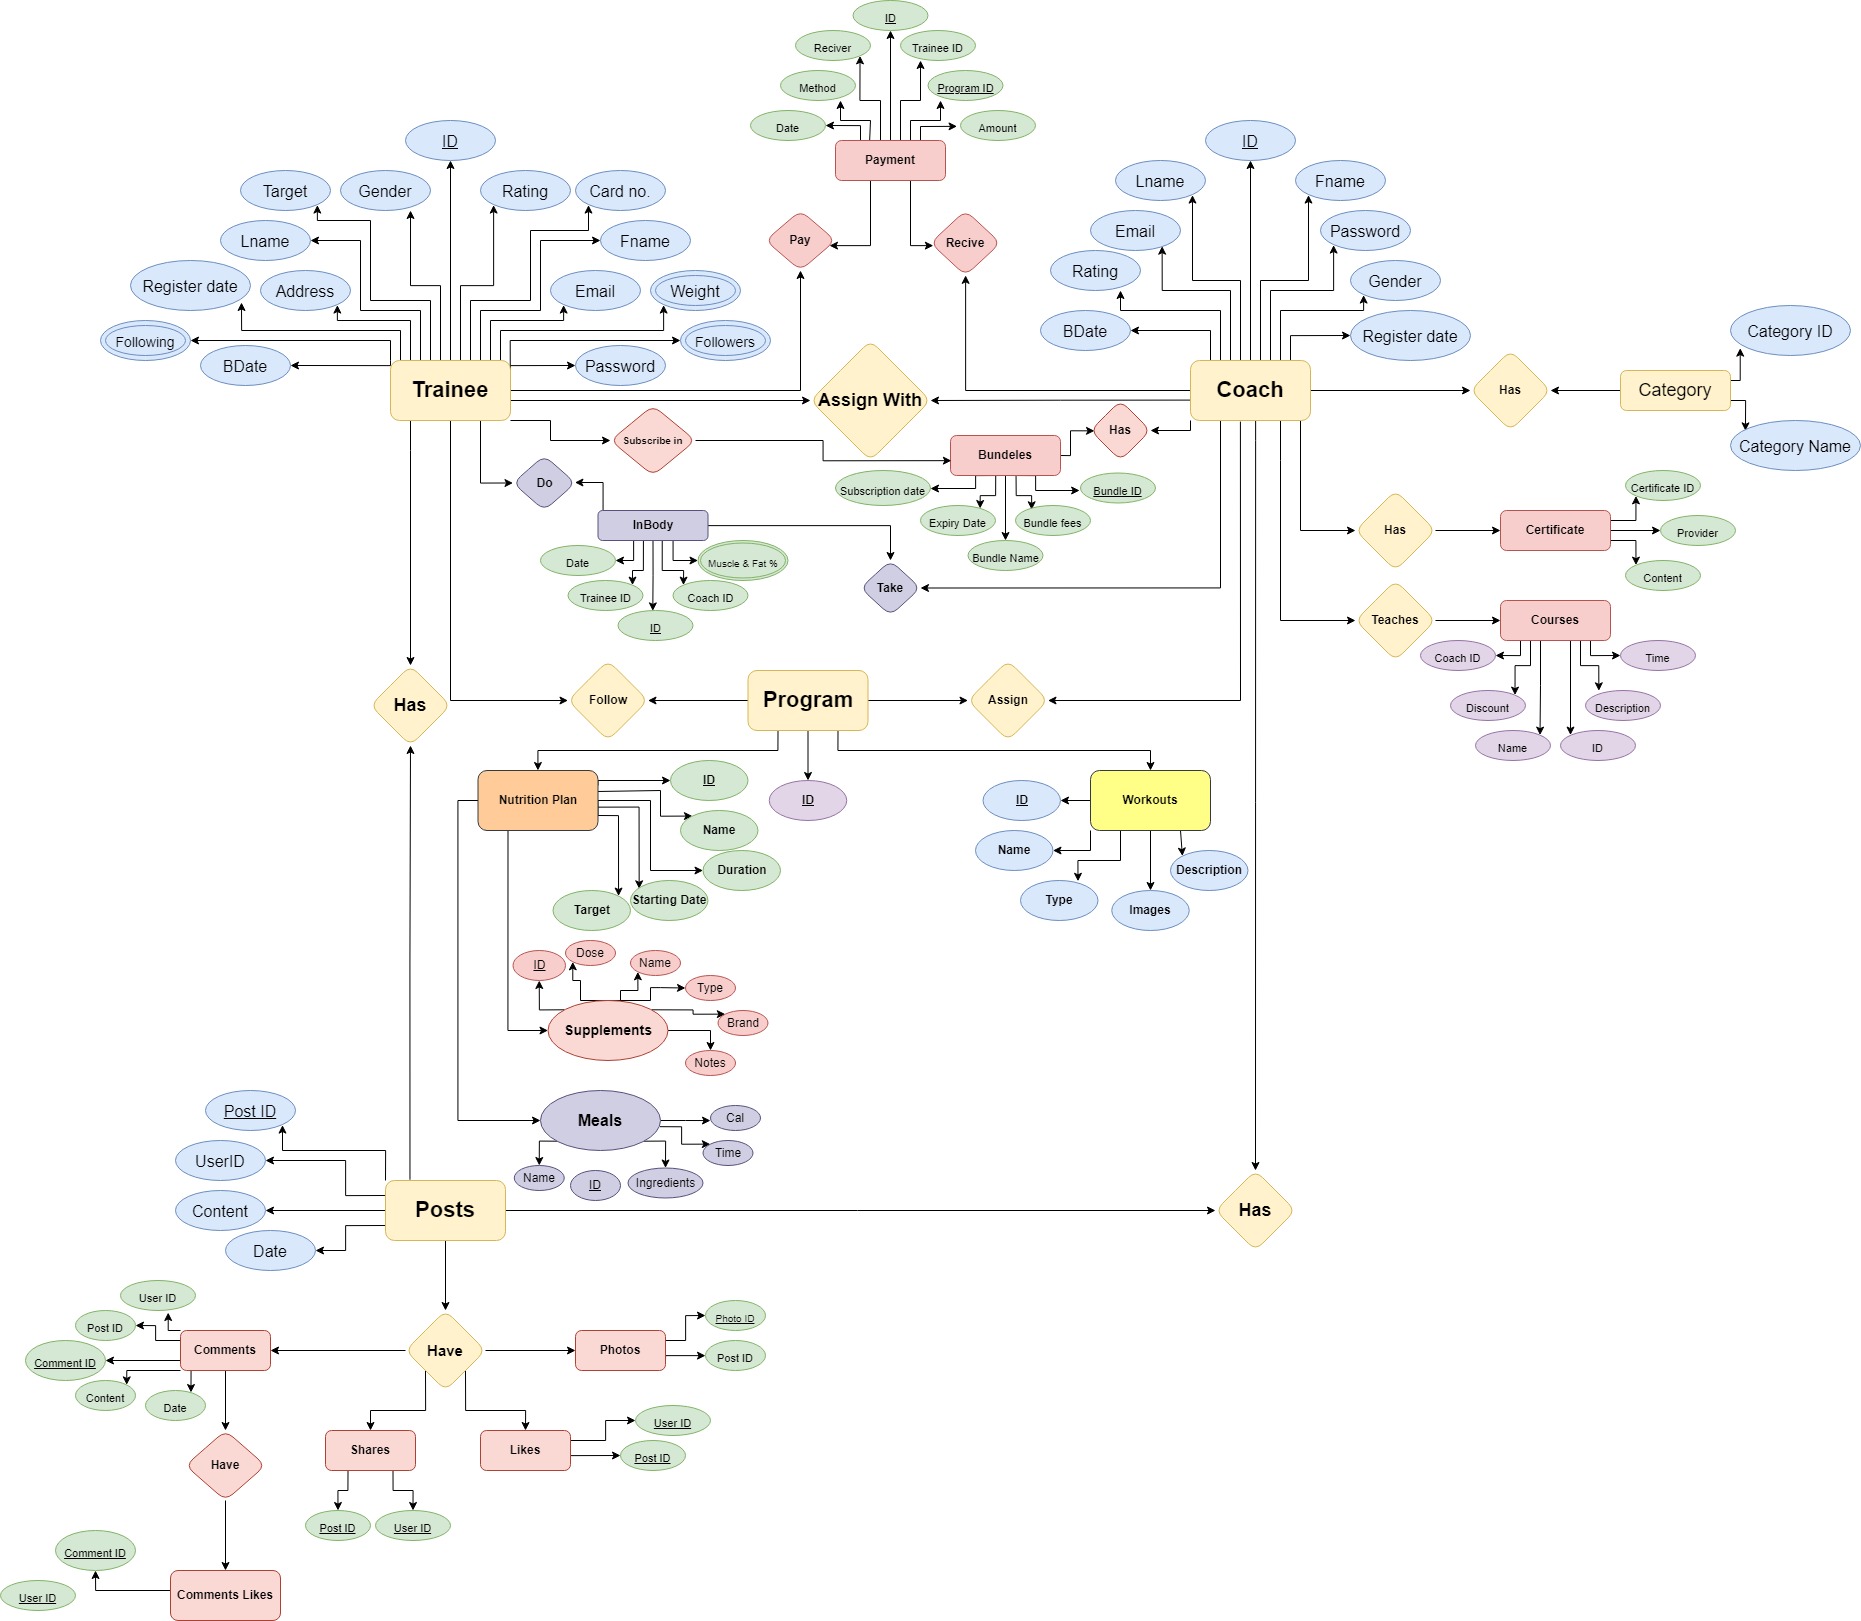 ID
Reciver
Trainee ID
Method
Program ID
Date
Amount
Payment
ID
ID
Target
Gender
Rating
Card no.
Lname
Fname
Lname
Fname
Email
Password
Pay
Recive
Register date
Address
Email
Weight
Rating
Gender
Following
Followers
BDate
Register date
Category ID
BDate
Password
Trainee
Assign With
Coach
Has
Category
Category Name
Subscribe in
Has
Bundeles
Do
Subscription date
Bundle ID
Certificate ID
Expiry Date
Bundle fees
InBody
Has
Certificate
Provider
Bundle Name
Date
Muscle & Fat %
Content
Take
Trainee ID
Coach ID
ID
Teaches
Courses
Coach ID
Time
Has
Follow
Program
Assign
Discount
Description
Name
ID
Nutrition Plan
ID
ID
ID
Workouts
Name
Name
Duration
Description
Target
Starting Date
Type
Images
ID
Dose
Name
Type
Supplements
Brand
Notes
Post ID
Meals
Cal
UserID
Time
Name
ID
Ingredients
Content
Posts
Has
Date
User ID
Post ID
Photo ID
Comments
Have
Photos
Comment ID
Post ID
Content
Date
Shares
Likes
User ID
Have
Post ID
Post ID
User ID
Comment ID
User ID
Comments Likes